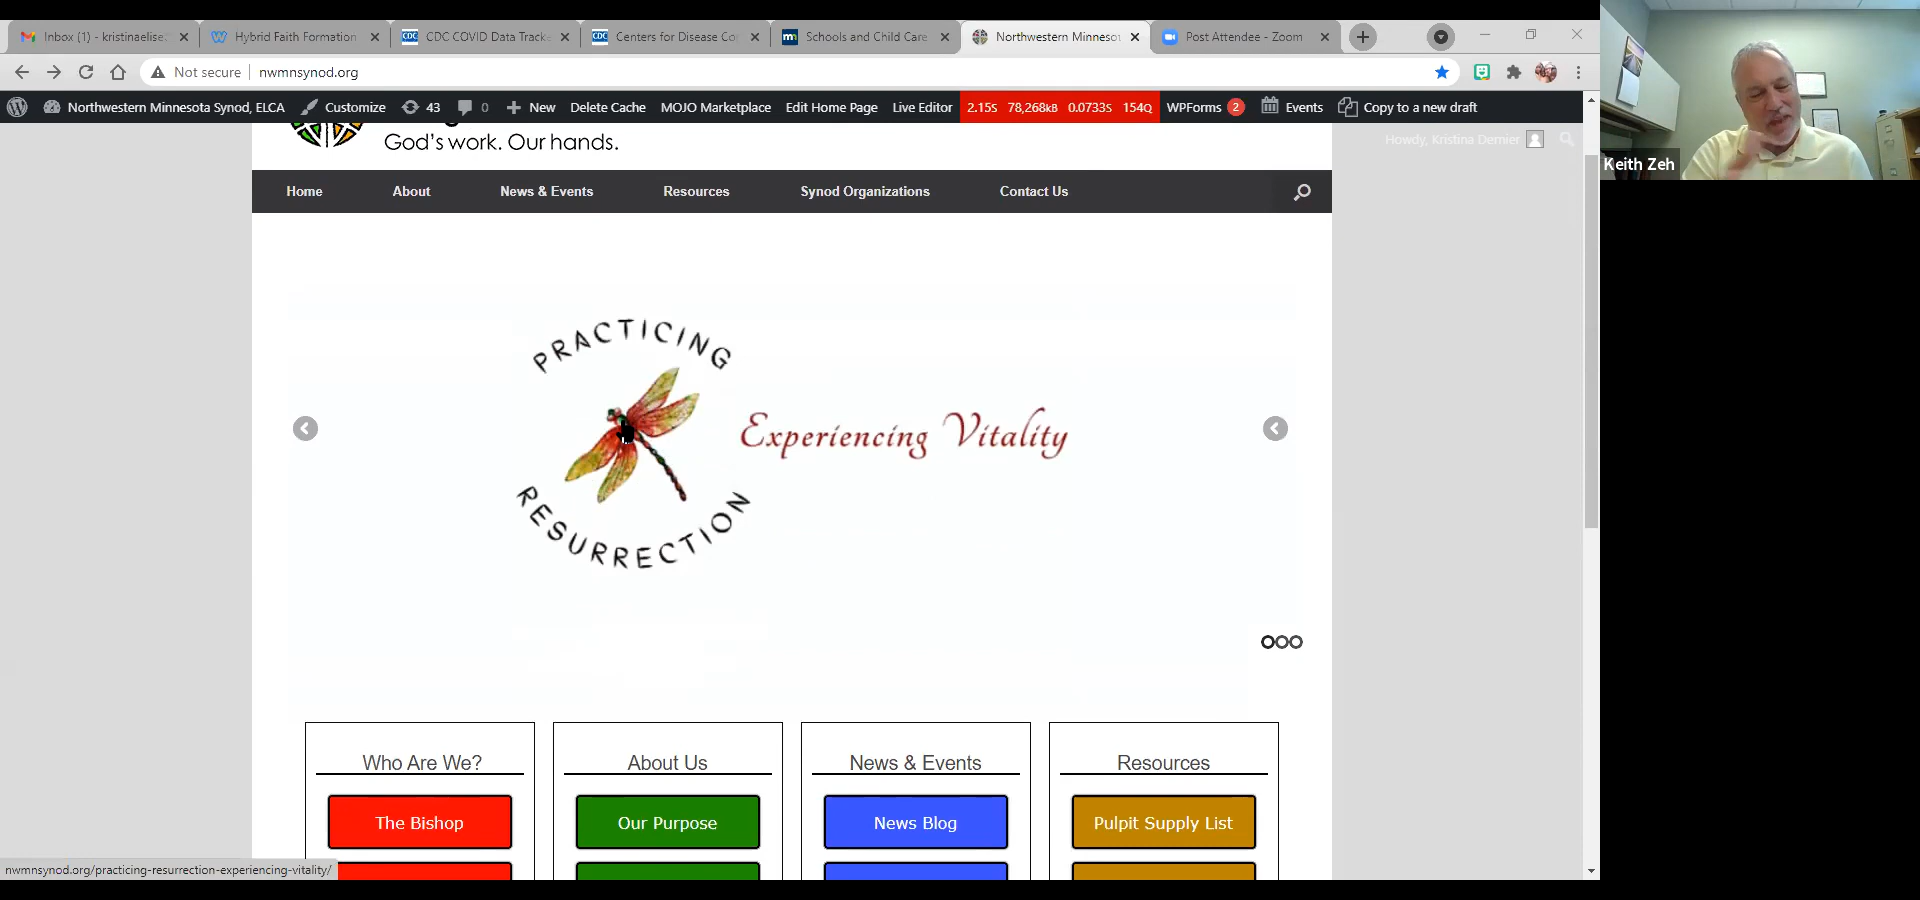 Inbox (1) - kristinaelise
Hybrid Faith Formation
CDC COVID Data Tracke
Centers for Disease Co
Schools and Child Care
Northwestern Minneso
Post Attendee - Zoom
Not secure
nwmnsynod.org
Northwestern Minnesota Synod, ELCA
Customize
43
0
New
Delete Cache
MOJO Marketplace
Edit Home Page
Live Editor
2.15S 78,268KB 0.0733S 154Q
WPForms 2
Events
Copy to a new draft
Howdy, Kristina Demier
Keith Zeh
God's work. Our hands.
Home
About
News & Events
Resources
Synod Organizations
Contact Us
PRACTICING
Experiencing Vitality
RESURRECTION
Who Are We?
About Us
News & Events
Resources
The Bishop
Our Purpose
News Blog
Pulpit Supply List
nwmnsynod.org/practicing-resurrection-experiencing-vitality/